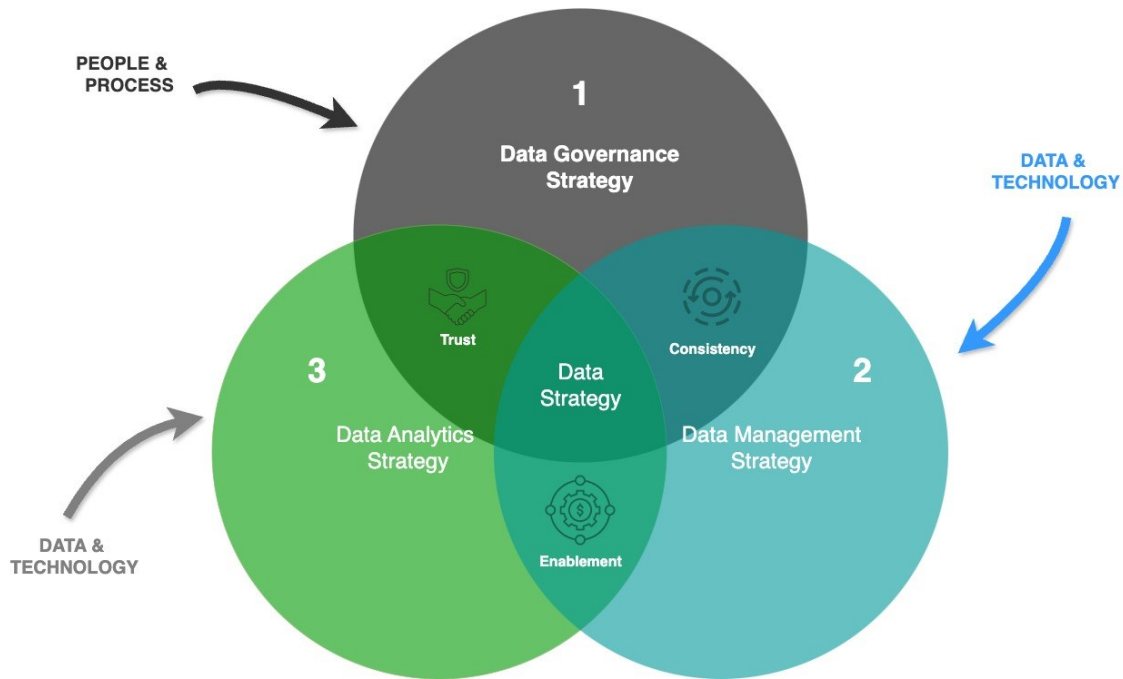 PEOPLE &
PROCESS
1
Data Governance
Strategy
DATA &
TECHNOLOGY
Trust
Consistency
3
Data
Strategy
2
Data Analytics
Strategy
Data Management
Strategy
$
Enablement
DATA &
TECHNOLOGY